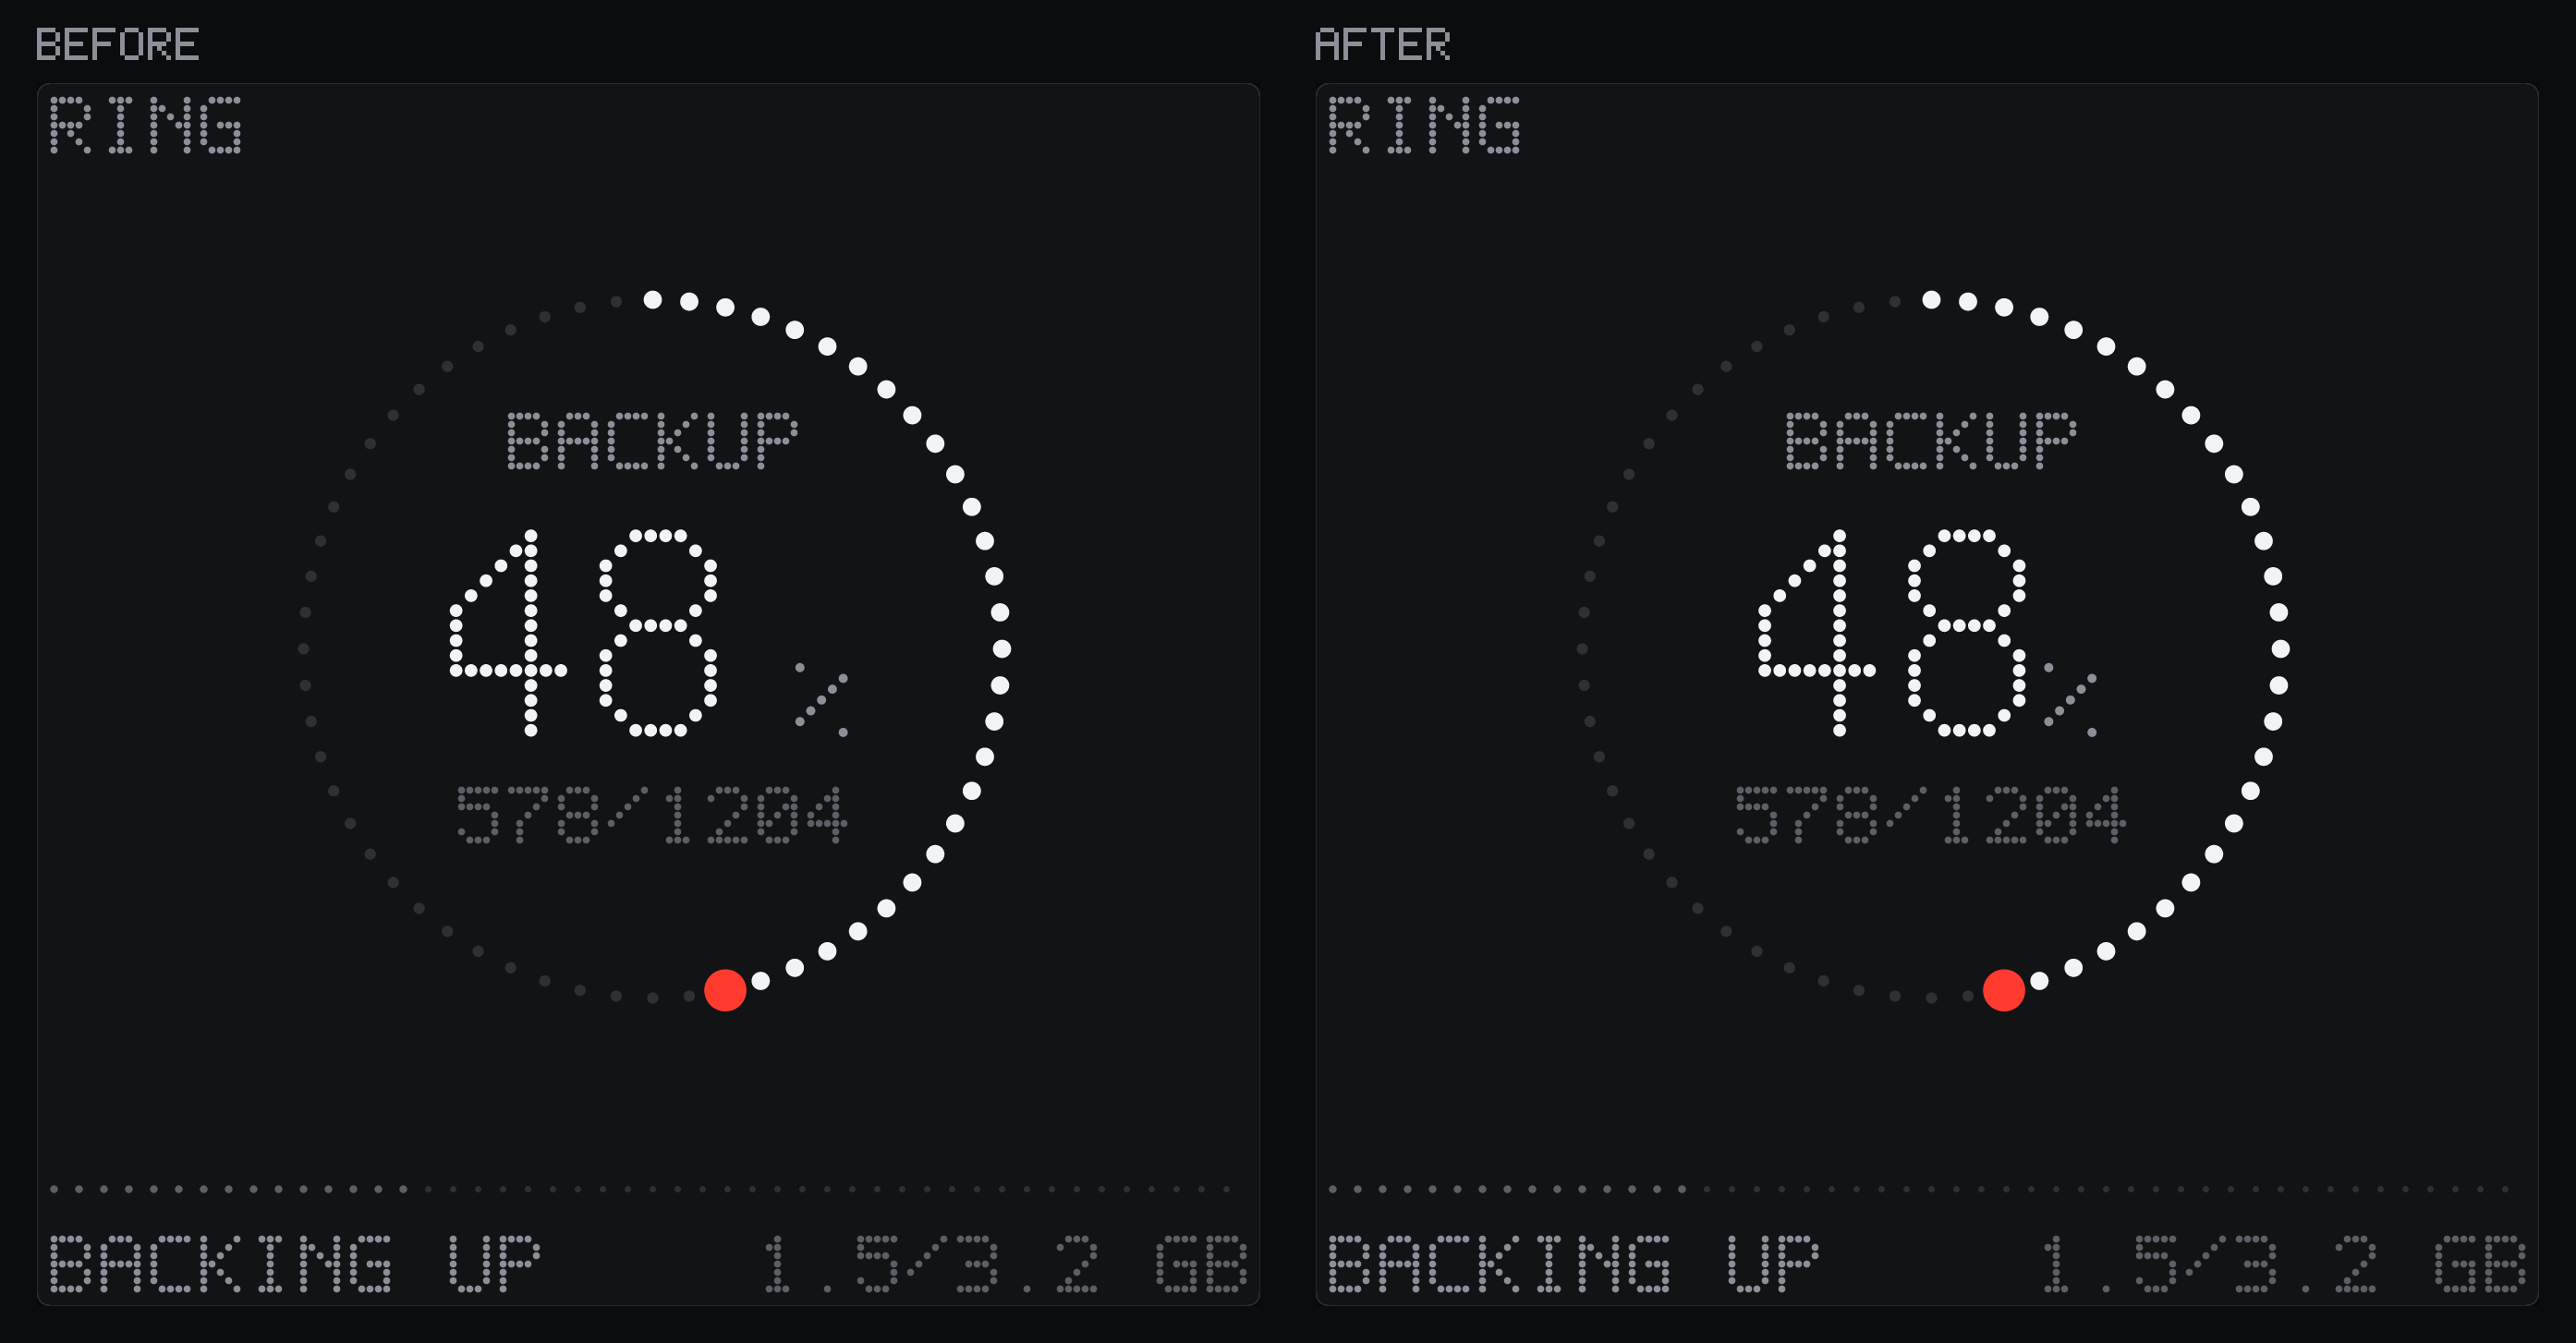 BEFORE
RING
BACKUP
48 %
578/1204
BACKING UP 1.5/3.2 GB
AFTER
RING
BACKUP
48%
578/1204
BACKING UP 1.5/3.2 GB